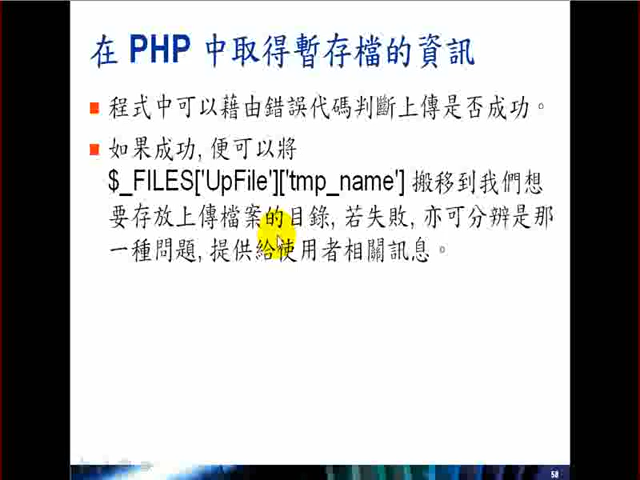 在 PHP 中取得暫存檔的資訊
程式中可以藉由錯誤代碼判斷上傳是否成功。
如果成功, 便可以將
$_FILES['UpFile']['tmp_name'] 搬移到我們想
要存放上傳檔案的目錄, 若失敗, 亦可分辨是那
一種問題, 提供給使用者相關訊息。
58